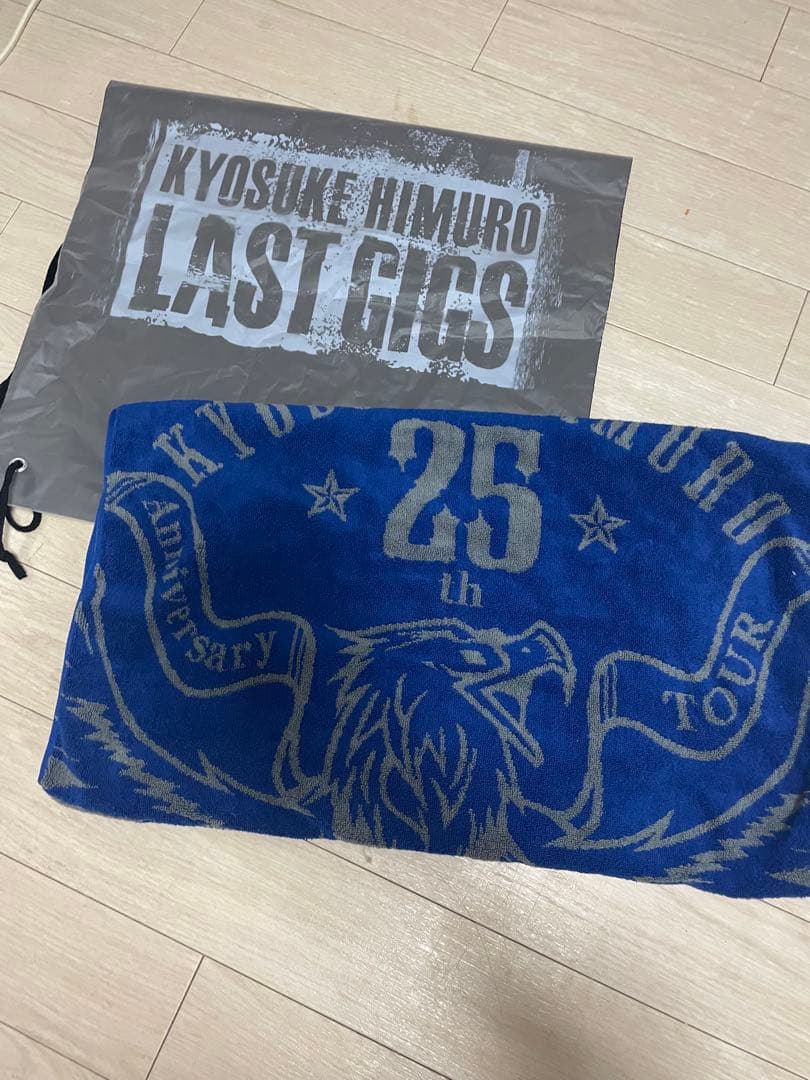 KYOSUKE HIMURO
LAST GIGS
25
th
Anniversary
TOUR